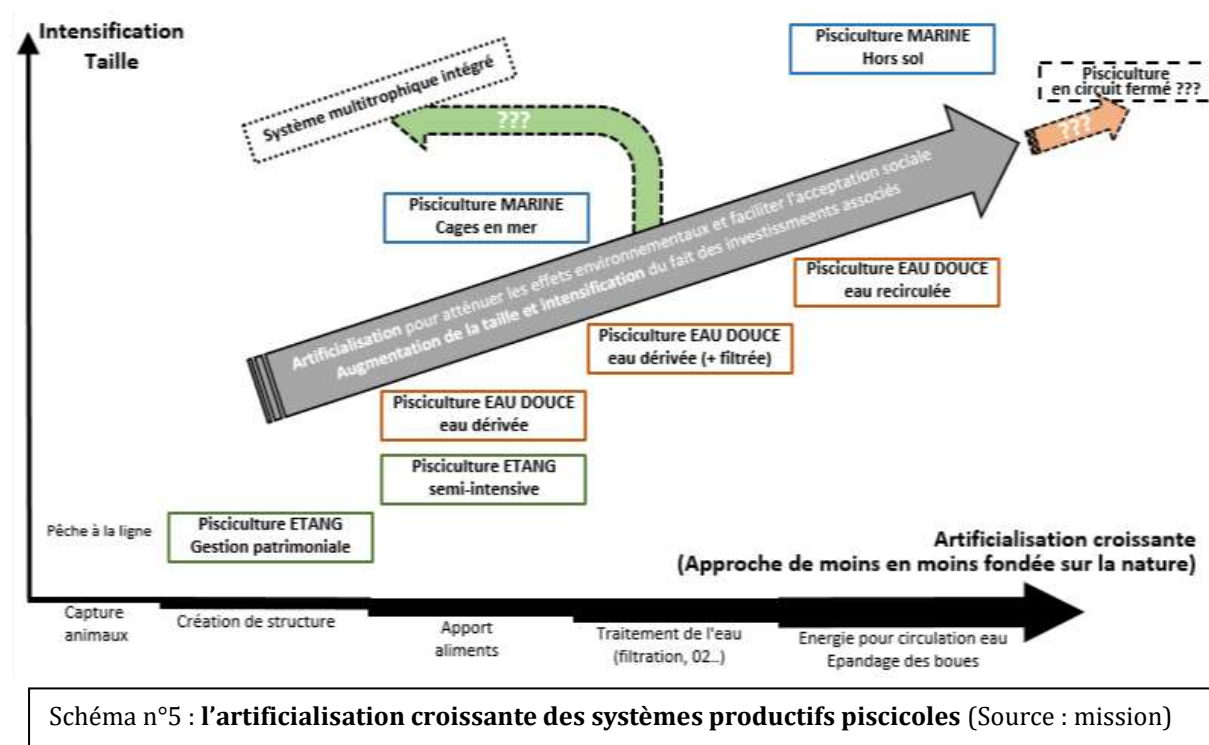 Intensification
Taille
Pisciculture MARINE
Hors sol
Pisciculture
en circuit fermé ???
???
Système multitrophique intégré
???
Pisciculture MARINE
Cages en mer
Artificialisation pour atténuer les effets environnementaux et faciliter l'acceptation sociale
Augmentation de la taille et intensification du fait des investissmeents associés
Pisciculture EAU DOUCE
eau recirculée
Pisciculture EAU DOUCE
eau dérivée (+ filtrée)
Pisciculture EAU DOUCE
eau dérivée
Pisciculture ETANG
semi-intensive
Pêche à la ligne
Pisciculture ETANG
Gestion patrimoniale
Artificialisation croissante
(Approche de moins en moins fondée sur la nature)
Capture
animaux
Création de structure
Apport
aliments
Traitement de l'eau
(filtration, 02..)
Energie pour circulation eau
Epandage des boues
Schéma n°5 : l'artificialisation croissante des systèmes productifs piscicoles (Source : mission)